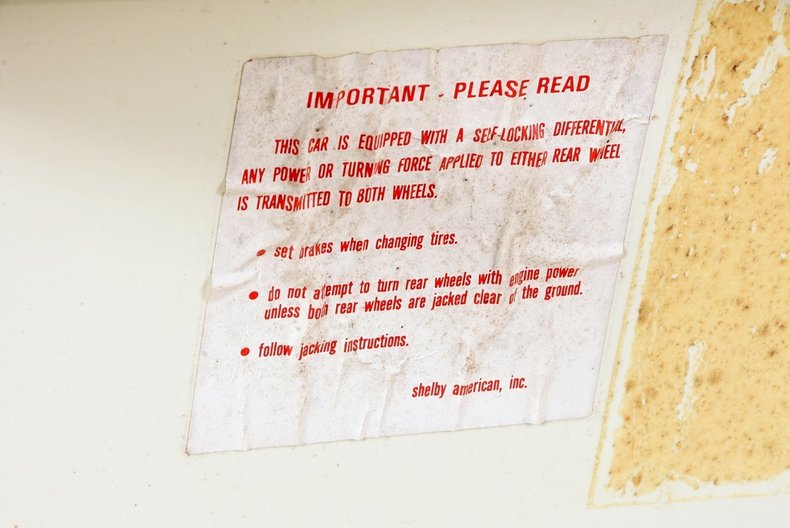 IMPORTANT - PLEASE READ
THIS CAR IS EQUIPPED WITH A SELF-LOCKING DIFFERENTIAL,
ANY POWER OR TURNING FORCE APPLIED TO EITHER REAR WHEEL
IS TRANSMITTED TO BOTH WHEELS.
● set brakes when changing tires.
● do not atempt to turn rear wheels with engine power
unless both rear wheels are jacked clear of the ground.
● follow jacking instructions.
shelby american, inc.